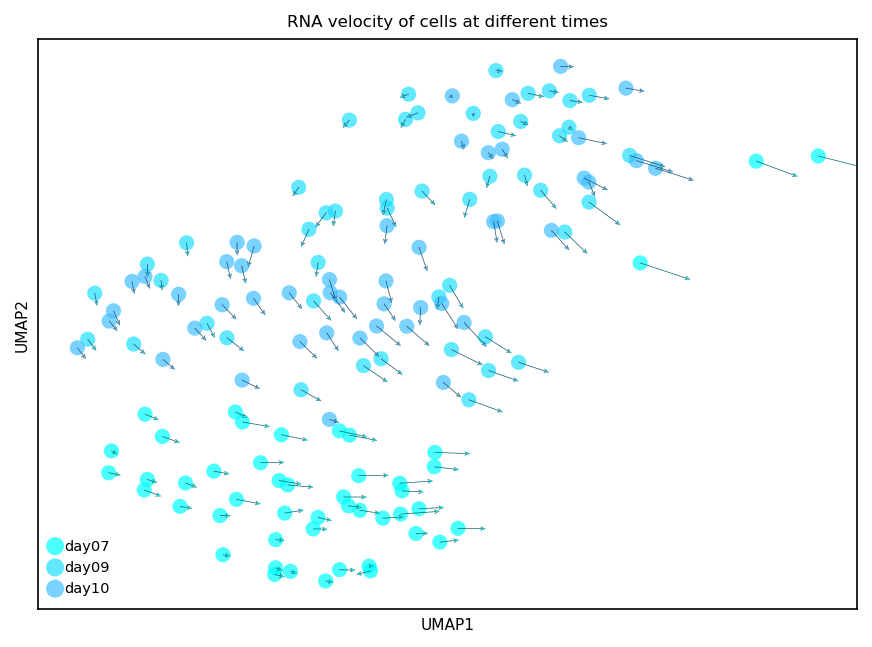 RNA velocity of cells at different times
UMAP2
day07
day09
day10
UMAP1